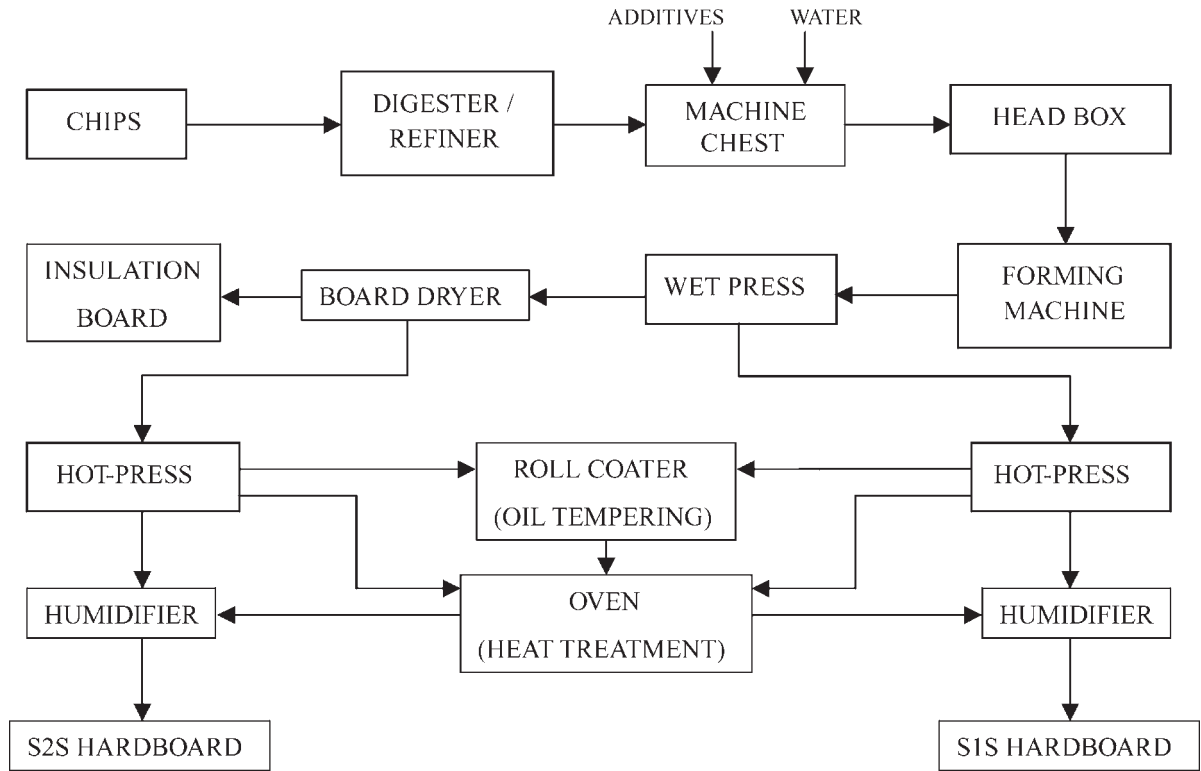 ADDITIVES
WATER
CHIPS
DIGESTER /
REFINER
MACHINE
CHEST
HEAD BOX
INSULATION
BOARD
BOARD DRYER
WET PRESS
FORMING
MACHINE
HOT-PRESS
ROLL COATER
(OIL TEMPERING)
HOT-PRESS
HUMIDIFIER
OVEN
(HEAT TREATMENT)
HUMIDIFIER
S2S HARDBOARD
S1S HARDBOARD